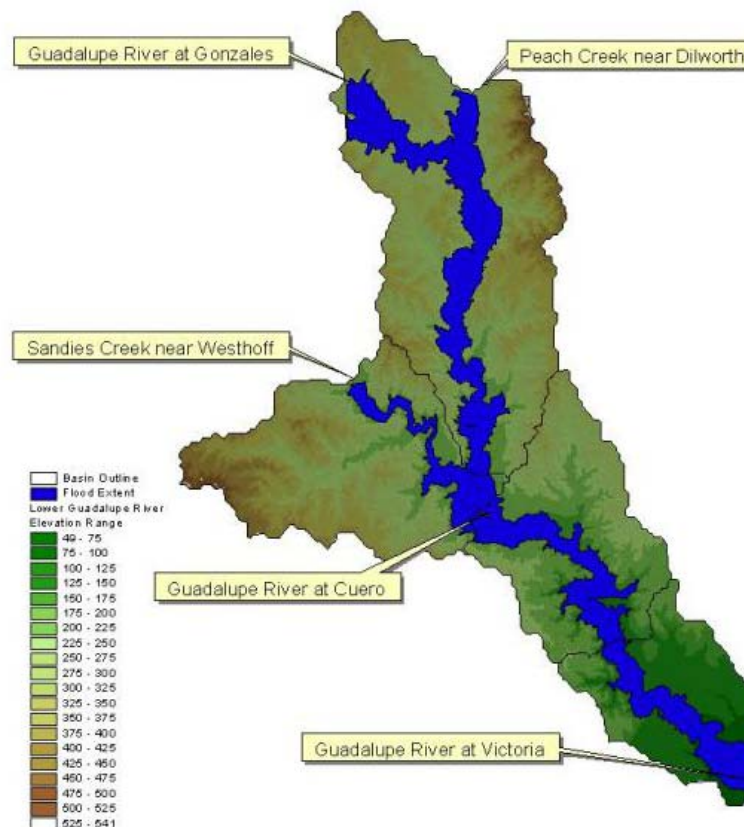 Guadalupe River at Gonzales
Peach Creek near Dilworth
Sandies Creek near Westhoff
Guadalupe River at Cuero
Guadalupe River at Victoria
Basin Outline
Flood Extent
Lower Guadalupe River
Elevation Range
49 - 75
75 - 100
100 - 125
125 - 150
150 - 175
175 - 200
200 - 225
225 - 250
250 - 275
275 - 300
300 - 325
325 - 350
350 - 375
375 - 400
400 - 425
425 - 450
450 - 475
475 - 500
500 - 525
525 - 541